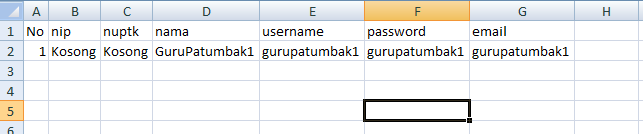 A B C D E F G H
1 No nip nuptk nama username password email
2 1 Kosong Kosong GuruPatumbak1 gurupatumbak1 gurupatumbak1 gurupatumbak1
3
4
5
6